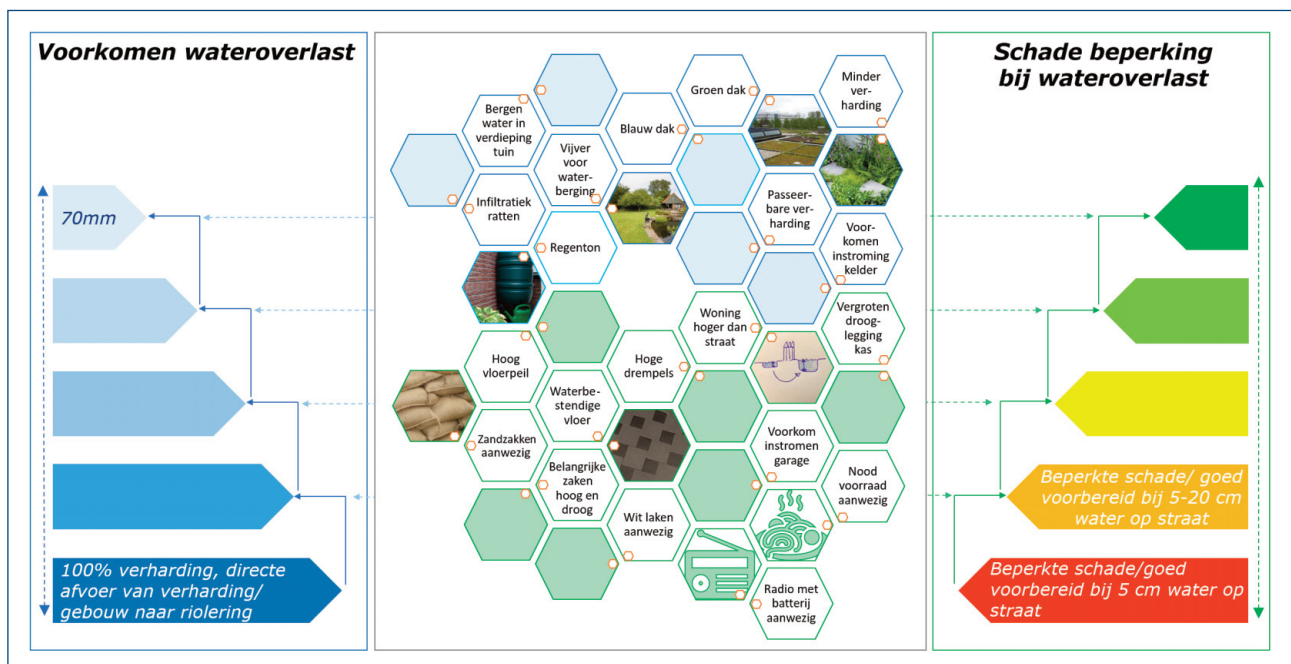 Voorkomen wateroverlast
70mm
100% verharding, directe
afvoer van verharding/
gebouw naar riolering
Groen dak
Minder
ver-
harding
Bergen
water in
verdieping
tuin
Blauw dak
Vijver
voor
water-
berging
Infiltratiek
ratten
Passeer-
bare ver-
harding
Regenton
Voor-
komen
instroming
kelder
Woning
hoger dan
straat
Vergroten
droog-
legging
kas
Hoog
vloerpeil
Hoge
drempels
Waterbe-
stendige
vloer
Zandzakken
aanwezig
Voorkom
instromen
garage
Belangrijke
zaken
hoog en
droog
Nood
voorraad
aanwezig
Wit laken
aanwezig
Radio met
batterij
aanwezig
Schade beperking
bij wateroverlast
Beperkte schade/ goed
voorbereid bij 5-20 cm
water op straat
Beperkte schade/goed
voorbereid bij 5 cm water op
straat